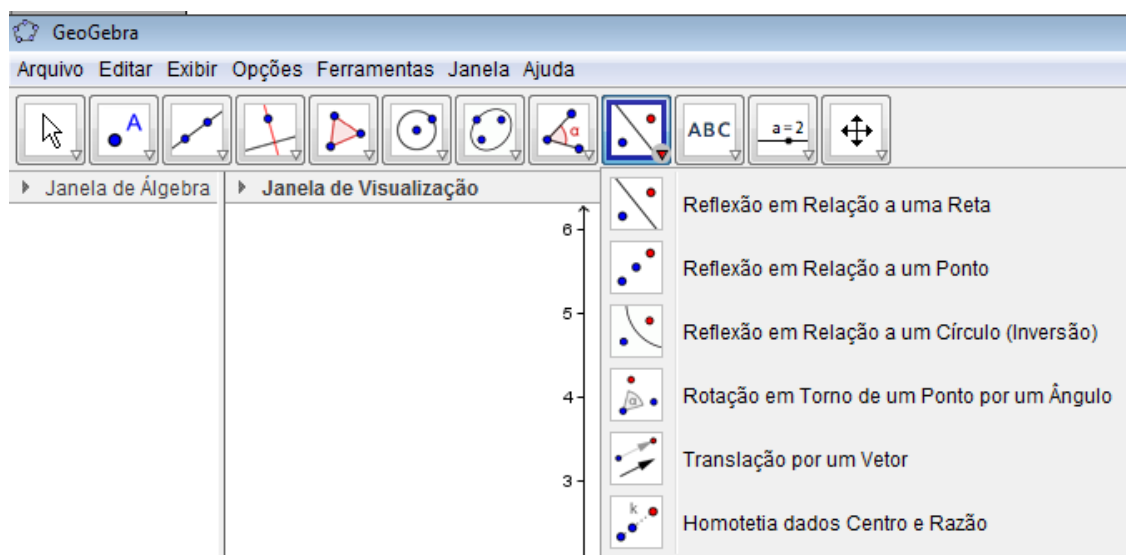 GeoGebra
Arquivo Editar Exibir Opções Ferramentas Janela Ajuda
A α ABC a=2
Janela de Álgebra Janela de Visualização
6
5
4
3
Reflexão em Relação a uma Reta
Reflexão em Relação a um Ponto
Reflexão em Relação a um Círculo (Inversão)
α Rotação em Torno de um Ponto por um Ângulo
Translação por um Vetor
k Homotetia dados Centro e Razão